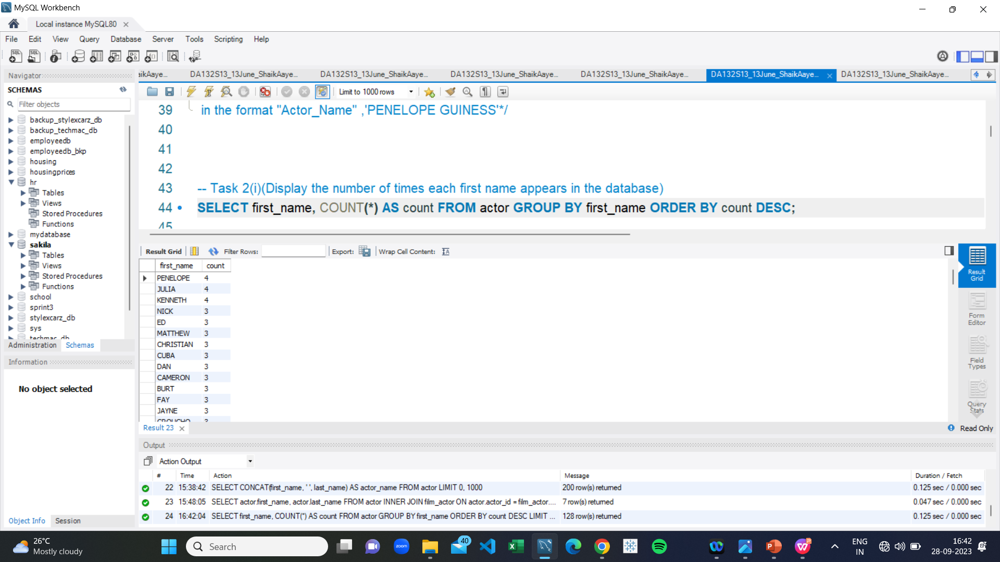 MySQL Workbench
Local instance MySQL80
File Edit View Query Database Server Tools Scripting Help
Navigator
SCHEMAS
Filter objects
backup_stylexcarz_db
backup_techmac_db
employeedb
employeedb_bkp
housing
housingprices
hr
Tables
Views
Stored Procedures
Functions
mydatabase
sakila
Tables
Views
Stored Procedures
Functions
school
sprint3
stylexcarz_db
sys
techmac_db
Administration Schemas
Information
No object selected
Object Info Session
aikAaye... DA132S13_13June_ShaikAaye... DA132S13_13June_ShaikAaye... DA132S13_13June_ShaikAaye... DA132S13_13June_ShaikAaye... DA132S13_13June_ShaikAaye... DA132S13_13June_ShaikAaye...
Limit to 1000 rows
39 in the format "Actor_Name" ,'PENELOPE GUINESS'*/
40
41
42
43 -- Task 2(i)(Display the number of times each first name appears in the database)
44 SELECT first_name, COUNT(*) AS count FROM actor GROUP BY first_name ORDER BY count DESC;
45
Result Grid Filter Rows: Export: Wrap Cell Content:
first_name count
PENELOPE 4
JULIA 4
KENNETH 4
NICK 3
ED 3
MATTHEW 3
CHRISTIAN 3
CUBA 3
DAN 3
CAMERON 3
BURT 3
FAY 3
JAYNE 3
GROUCHO 3
Result Grid
Form Editor
Field Types
Query Stats
Result 23
Read Only
Output
Action Output
# Time Action Message Duration / Fetch
22 15:38:42 SELECT CONCAT(first_name, ' ', last_name) AS actor_name FROM actor LIMIT 0, 1000 200 row(s) returned 0.125 sec / 0.000 sec
23 15:48:05 SELECT actor.first_name, actor.last_name FROM actor INNER JOIN film_actor ON actor.actor_id = film_actor.... 7 row(s) returned 0.047 sec / 0.000 sec
24 16:42:04 SELECT first_name, COUNT(*) AS count FROM actor GROUP BY first_name ORDER BY count DESC LIMIT ... 128 row(s) returned 0.125 sec / 0.000 sec
26°C
Mostly cloudy
Search
zoom
40
ENG
IN
16:42
28-09-2023